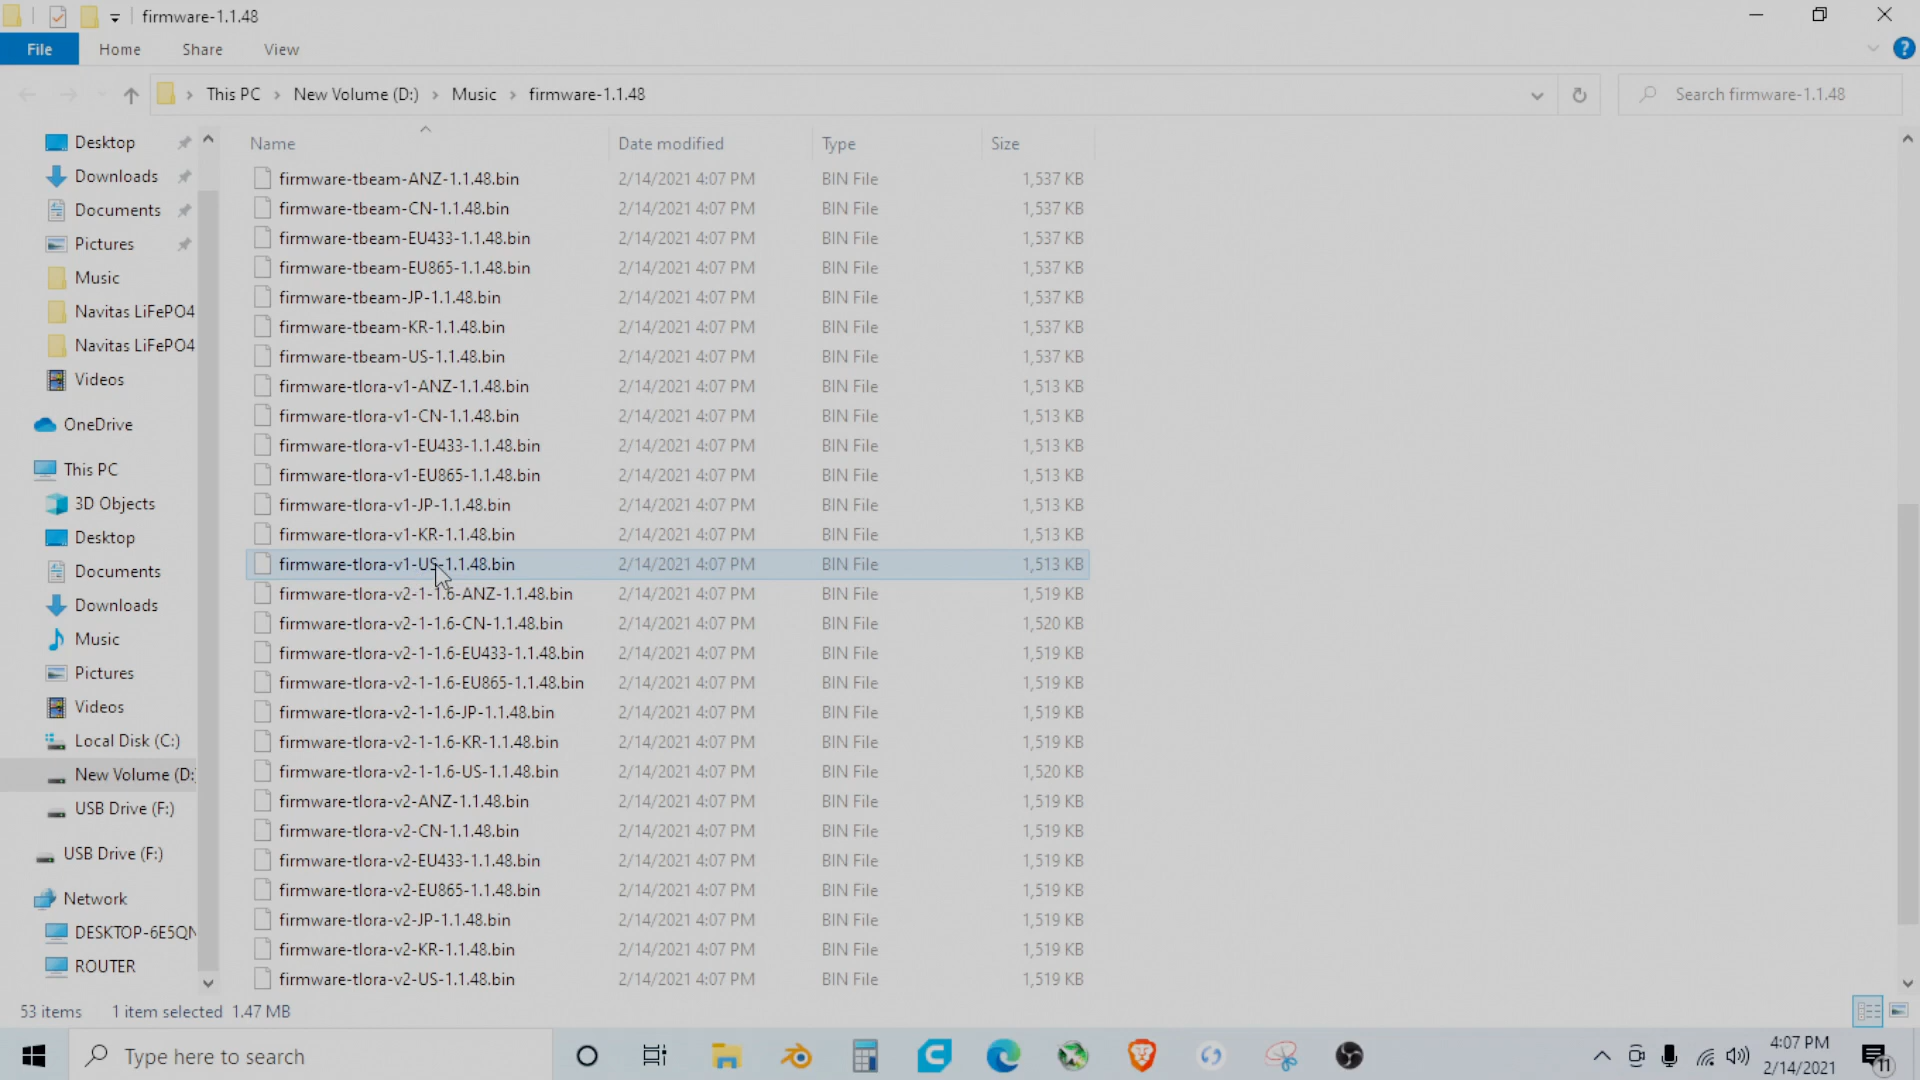 firmware-1.1.48
File Home Share View
This PC New Volume (D:) Music firmware-1.1.48
Search firmware-1.1.48
Desktop
Downloads
Documents
Pictures
Music
Navitas LiFePO4
Navitas LiFePO4
Videos
OneDrive
This PC
3D Objects
Desktop
Documents
Downloads
Music
Pictures
Videos
Local Disk (C:)
New Volume (D:
USB Drive (F:)
USB Drive (F:)
Network
DESKTOP-6E5QN
ROUTER
Name Date modified Type Size
firmware-tbeam-ANZ-1.1.48.bin 2/14/2021 4:07 PM BIN File 1,537 KB
firmware-tbeam-CN-1.1.48.bin 2/14/2021 4:07 PM BIN File 1,537 KB
firmware-tbeam-EU433-1.1.48.bin 2/14/2021 4:07 PM BIN File 1,537 KB
firmware-tbeam-EU865-1.1.48.bin 2/14/2021 4:07 PM BIN File 1,537 KB
firmware-tbeam-JP-1.1.48.bin 2/14/2021 4:07 PM BIN File 1,537 KB
firmware-tbeam-KR-1.1.48.bin 2/14/2021 4:07 PM BIN File 1,537 KB
firmware-tbeam-US-1.1.48.bin 2/14/2021 4:07 PM BIN File 1,537 KB
firmware-tlora-v1-ANZ-1.1.48.bin 2/14/2021 4:07 PM BIN File 1,513 KB
firmware-tlora-v1-CN-1.1.48.bin 2/14/2021 4:07 PM BIN File 1,513 KB
firmware-tlora-v1-EU433-1.1.48.bin 2/14/2021 4:07 PM BIN File 1,513 KB
firmware-tlora-v1-EU865-1.1.48.bin 2/14/2021 4:07 PM BIN File 1,513 KB
firmware-tlora-v1-JP-1.1.48.bin 2/14/2021 4:07 PM BIN File 1,513 KB
firmware-tlora-v1-KR-1.1.48.bin 2/14/2021 4:07 PM BIN File 1,513 KB
firmware-tlora-v1-US-1.1.48.bin 2/14/2021 4:07 PM BIN File 1,513 KB
firmware-tlora-v2-1-1.6-ANZ-1.1.48.bin 2/14/2021 4:07 PM BIN File 1,519 KB
firmware-tlora-v2-1-1.6-CN-1.1.48.bin 2/14/2021 4:07 PM BIN File 1,520 KB
firmware-tlora-v2-1-1.6-EU433-1.1.48.bin 2/14/2021 4:07 PM BIN File 1,519 KB
firmware-tlora-v2-1-1.6-EU865-1.1.48.bin 2/14/2021 4:07 PM BIN File 1,519 KB
firmware-tlora-v2-1-1.6-JP-1.1.48.bin 2/14/2021 4:07 PM BIN File 1,519 KB
firmware-tlora-v2-1-1.6-KR-1.1.48.bin 2/14/2021 4:07 PM BIN File 1,519 KB
firmware-tlora-v2-1-1.6-US-1.1.48.bin 2/14/2021 4:07 PM BIN File 1,520 KB
firmware-tlora-v2-ANZ-1.1.48.bin 2/14/2021 4:07 PM BIN File 1,519 KB
firmware-tlora-v2-CN-1.1.48.bin 2/14/2021 4:07 PM BIN File 1,519 KB
firmware-tlora-v2-EU433-1.1.48.bin 2/14/2021 4:07 PM BIN File 1,519 KB
firmware-tlora-v2-EU865-1.1.48.bin 2/14/2021 4:07 PM BIN File 1,519 KB
firmware-tlora-v2-JP-1.1.48.bin 2/14/2021 4:07 PM BIN File 1,519 KB
firmware-tlora-v2-KR-1.1.48.bin 2/14/2021 4:07 PM BIN File 1,519 KB
firmware-tlora-v2-US-1.1.48.bin 2/14/2021 4:07 PM BIN File 1,519 KB
53 items 1 item selected 1.47 MB
Type here to search
4:07 PM
2/14/2021
11